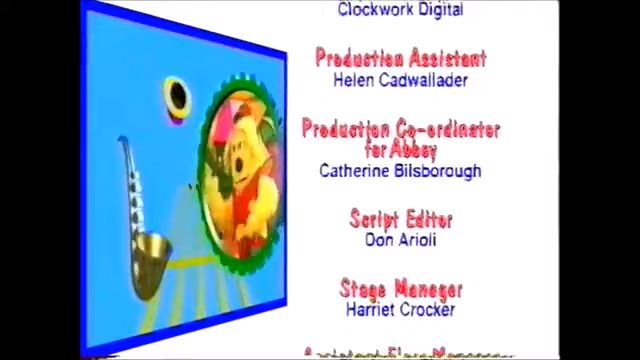 Clockwork Digital
Production Assistant
Helen Cadwallader
Production Co-ordinator
for Abbey
Catherine Bilsborough
Script Editor
Don Arioli
Stage Manager
Harriet Crocker